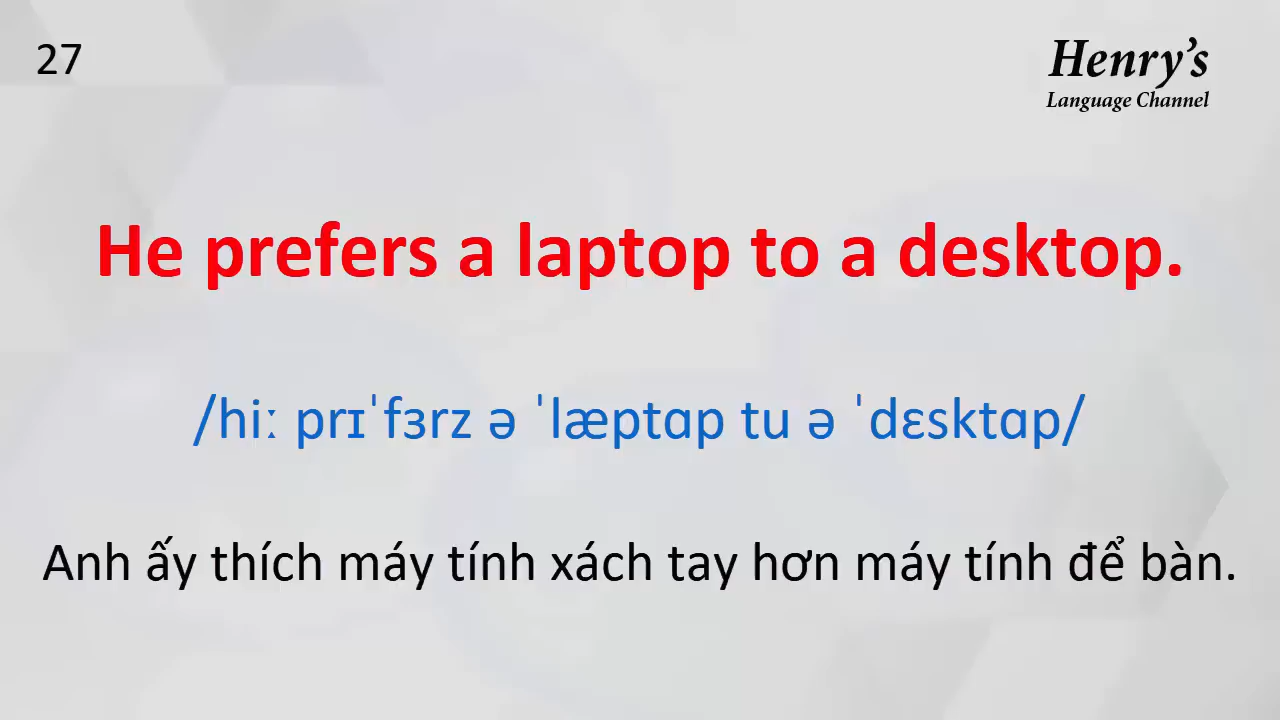 27
Henry's
Language Channel
He prefers a laptop to a desktop.
/hiː prɪˈfɜrz ə ˈlæptɑp tu ə ˈdɛsktɑp/
Anh ấy thích máy tính xách tay hơn máy tính để bàn.